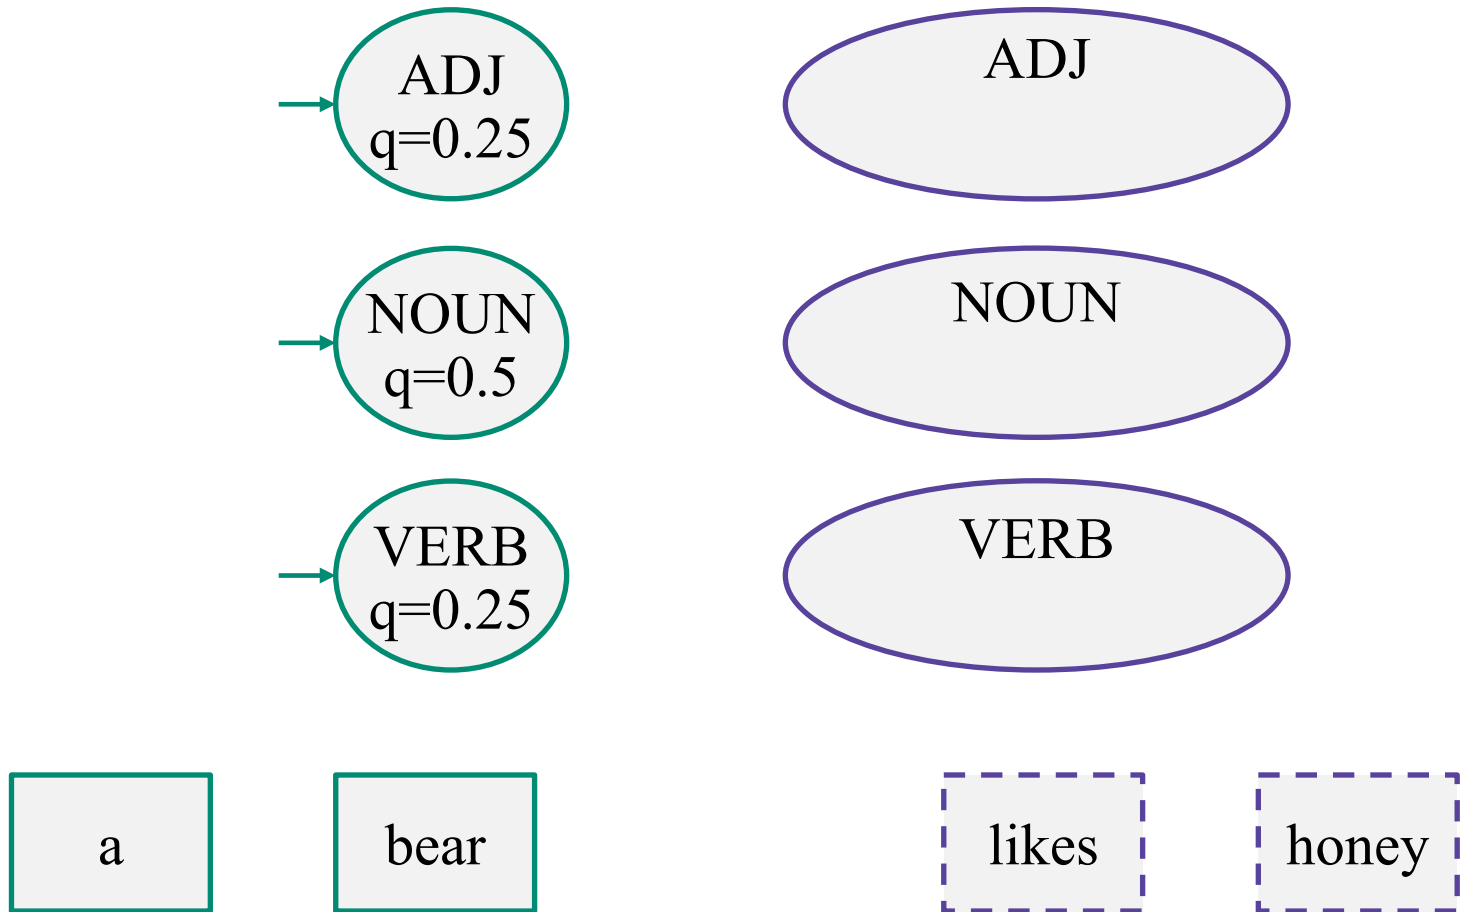 ADJ
q=0.25
ADJ
NOUN
q=0.5
NOUN
VERB
q=0.25
VERB
a
bear
likes
honey